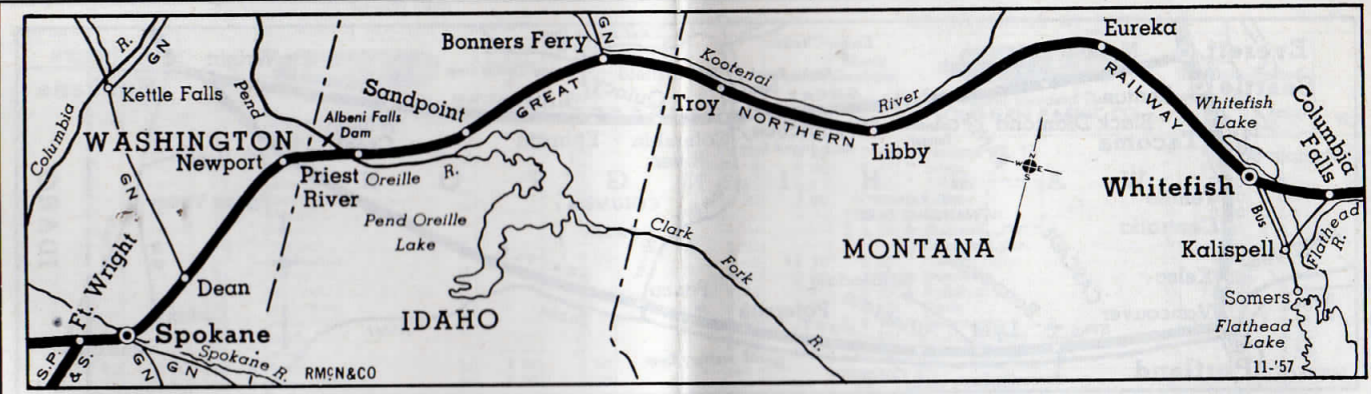 Columbia
R.
GN
Kettle Falls
Pend
WASHINGTON
Newport
GN
Ft. Wright
Dean
Spokane
S.P.
& S.
GN
GN
Spokane R.
RMCN&CO
Albeni Falls
Dam
Priest
River
Oreille
R.
Sandpoint
Pend Oreille
Lake
IDAHO
Bonners Ferry
GN
GREAT
Kootenai
River
Troy
NORTHERN
Libby
Clark
Fork
R.
MONTANA
N
W
E
S
Eureka
RAILWAY
Whitefish
Lake
Whitefish
Columbia
Falls
Bus
Kalispell
Flathead
R.
Somers
Flathead
Lake
11-'57